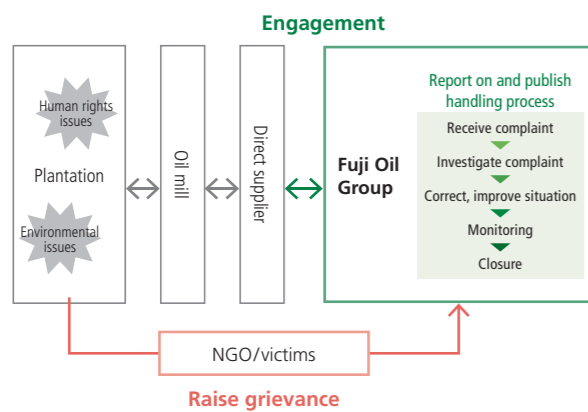 Engagement
Human rights
issues
Plantation
Environmental
issues
Oil mill
Direct supplier
Fuji Oil
Group
Report on and publish
handling process
Receive complaint
Investigate complaint
Correct, improve situation
Monitoring
Closure
NGO/victims
Raise grievance